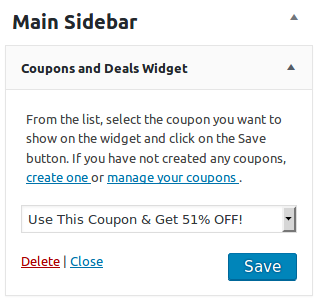 Main Sidebar
Coupons and Deals Widget
From the list, select the coupon you want to
show on the widget and click on the Save
button. If you have not created any coupons,
create one or manage your coupons .
Use This Coupon & Get 51% OFF!
Delete | Close
Save